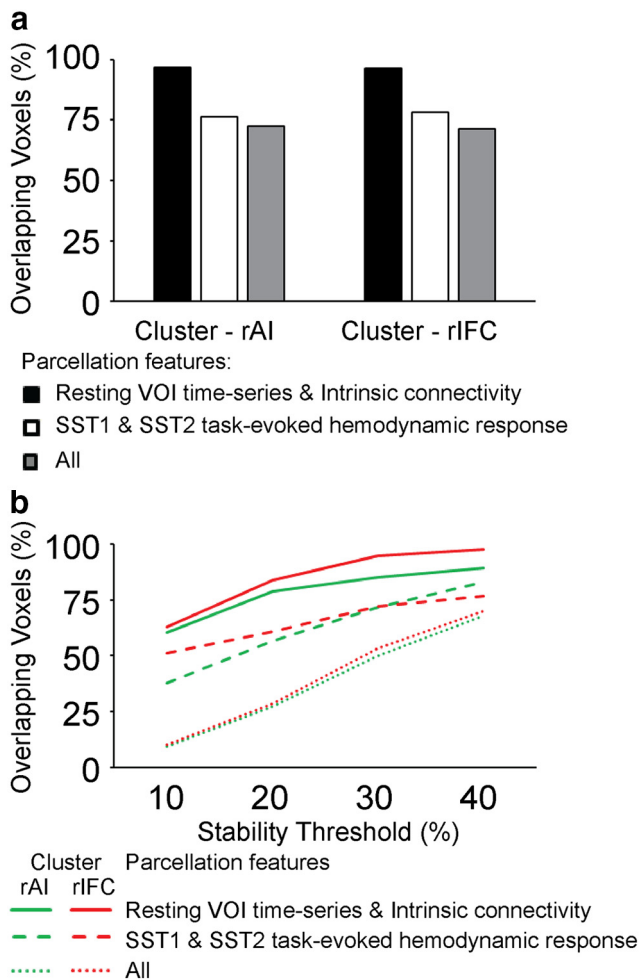 a
Overlapping Voxels (%)
100
75
50
25
0
Cluster - rAI
Cluster - rIFC
Parcellation features:
Resting VOI time-series & Intrinsic connectivity
SST1 & SST2 task-evoked hemodynamic response
All
b
Overlapping Voxels (%)
100
75
50
25
0
10 20 30 40
Stability Threshold (%)
Cluster Parcellation features
rAI rIFC
Resting VOI time-series & Intrinsic connectivity
SST1 & SST2 task-evoked hemodynamic response
All